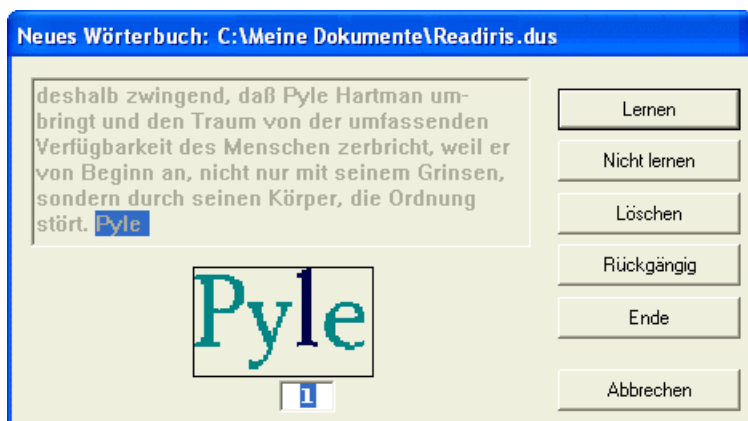 Neues Wörterbuch: C:\Meine Dokumente\Readiris.dus
deshalb zwingend, daß Pyle Hartman um-
bringt und den Traum von der umfassenden
Verfügbarkeit des Menschen zerbricht, weil er
von Beginn an, nicht nur mit seinem Grinsen,
sondern durch seinen Körper, die Ordnung
stört. Pyle
Pyle
l
Lernen
Nicht lernen
Löschen
Rückgängig
Ende
Abbrechen